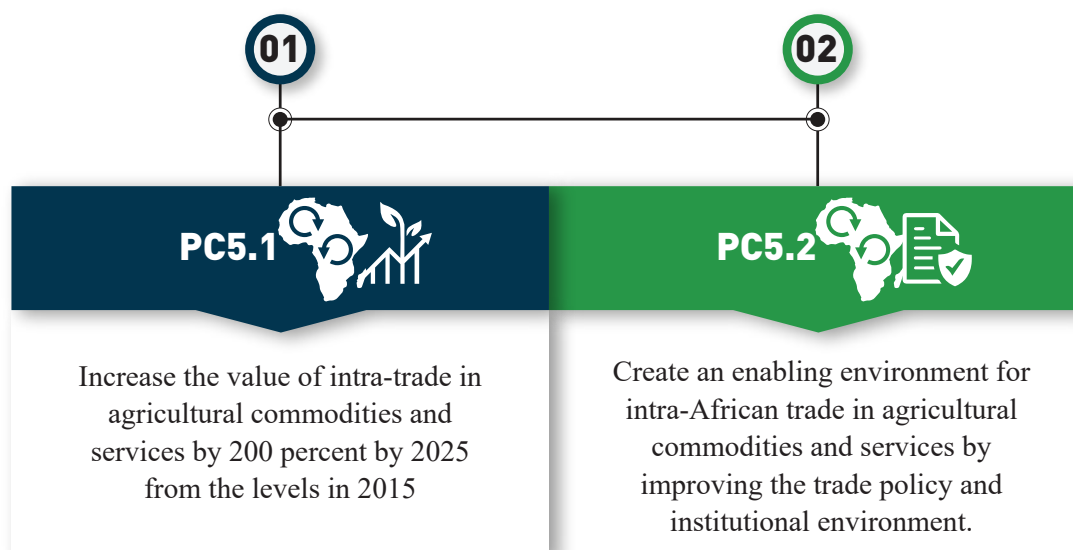 01
02
PC5.1
PC5.2
Increase the value of intra-trade in
agricultural commodities and
services by 200 percent by 2025
from the levels in 2015
Create an enabling environment for
intra-African trade in agricultural
commodities and services by
improving the trade policy and
institutional environment.